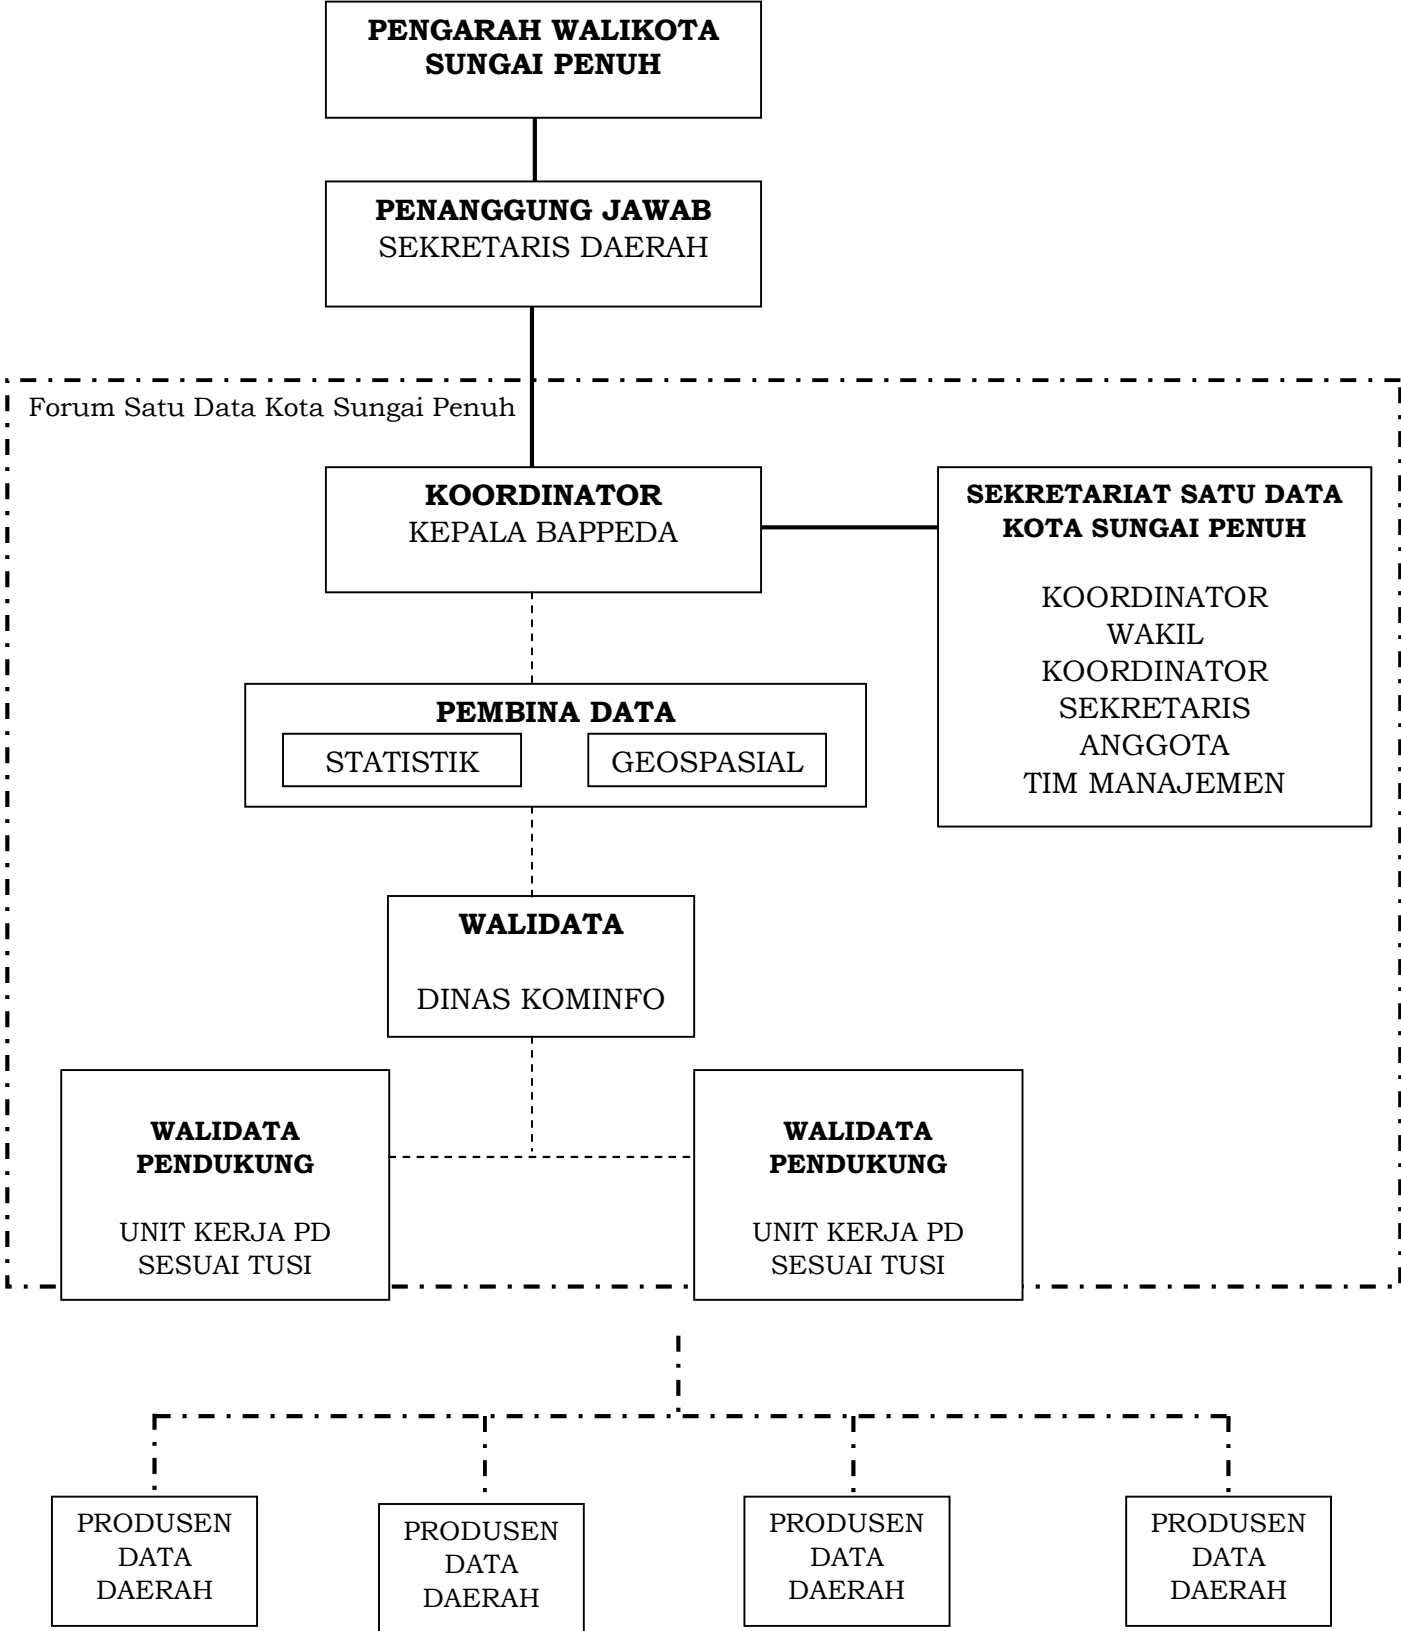 PENGARAH WALIKOTA
SUNGAI PENUH
PENANGGUNG JAWAB
SEKRETARIS DAERAH
Forum Satu Data Kota Sungai Penuh
KOORDINATOR
KEPALA BAPPEDA
SEKRETARIAT SATU DATA
KOTA SUNGAI PENUH
KOORDINATOR
WAKIL
KOORDINATOR
SEKRETARIS
ANGGOTA
TIM MANAJEMEN
PEMBINA DATA
STATISTIK
GEOSPASIAL
WALIDATA
DINAS KOMINFO
WALIDATA
PENDUKUNG
UNIT KERJA PD
SESUAI TUSI
WALIDATA
PENDUKUNG
UNIT KERJA PD
SESUAI TUSI
PRODUSEN
DATA
DAERAH
PRODUSEN
DATA
DAERAH
PRODUSEN
DATA
DAERAH
PRODUSEN
DATA
DAERAH